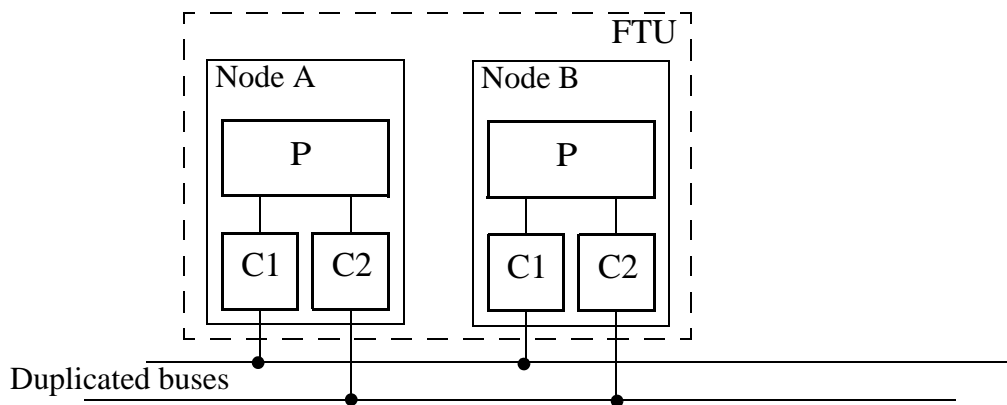 FTU
Node A
Node B
P
P
C1
C2
C1
C2
Duplicated buses